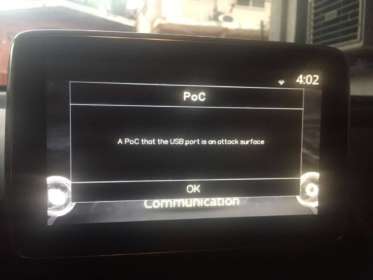 4:02
PoC
A PoC that the USB port is an attack surface
OK
Communication